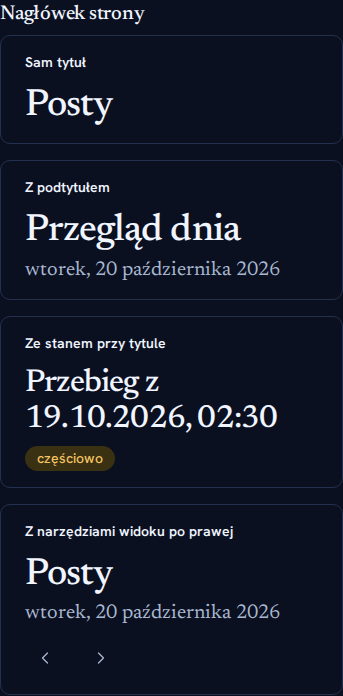 Nagłówek strony
Sam tytuł
Posty
Z podtytułem
Przegląd dnia
wtorek, 20 października 2026
Ze stanem przy tytule
Przebieg z
19.10.2026, 02:30
częściowo
Z narzędziami widoku po prawej
Posty
wtorek, 20 października 2026